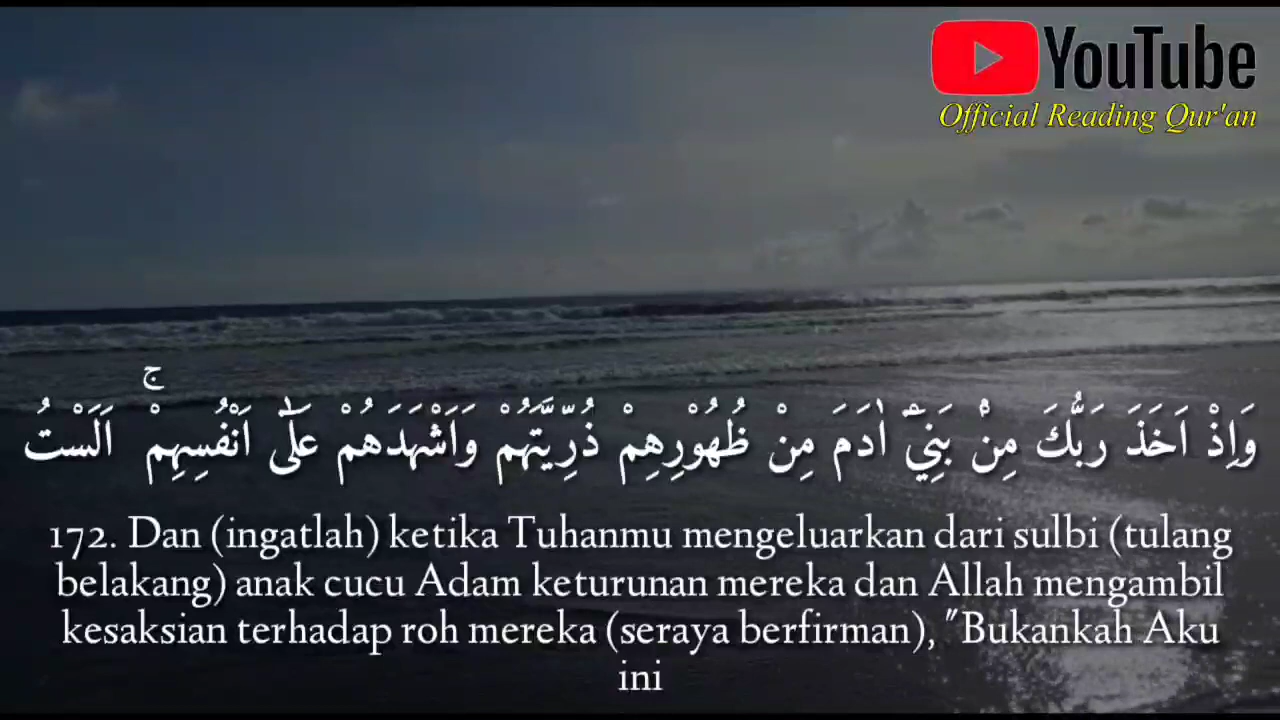 YouTube
Official Reading Qur'an
وَاِذْ اَخَذَ رَبُّكَ مِنْۢ بَنِيْٓ اٰدَمَ مِنْ ظُهُوْرِهِمْ ذُرِّيَّتَهُمْ وَاَشْهَدَهُمْ عَلٰٓى اَنْفُسِهِمْۚ اَلَسْتُ
172. Dan (ingatlah) ketika Tuhanmu mengeluarkan dari sulbi (tulang
belakang) anak cucu Adam keturunan mereka dan Allah mengambil
kesaksian terhadap roh mereka (seraya berfirman), "Bukankah Aku
ini